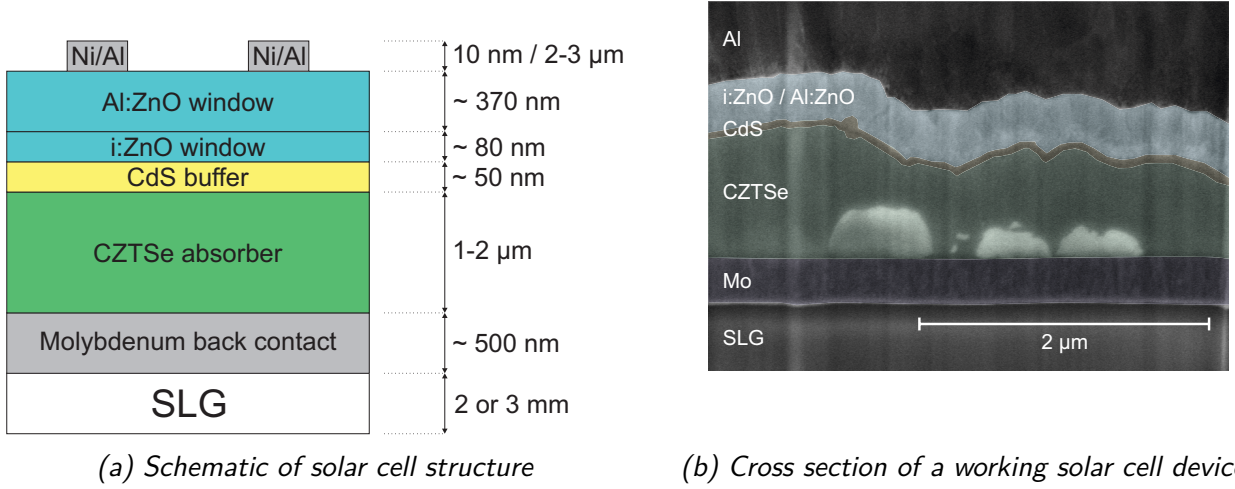 Ni/Al
Ni/Al
10 nm / 2-3 µm
Al:ZnO window
~ 370 nm
i:ZnO window
~ 80 nm
CdS buffer
~ 50 nm
CZTSe absorber
1-2 µm
Molybdenum back contact
~ 500 nm
SLG
2 or 3 mm
(a) Schematic of solar cell structure
Al
i:ZnO / Al:ZnO
CdS
CZTSe
Mo
2 µm
SLG
(b) Cross section of a working solar cell device